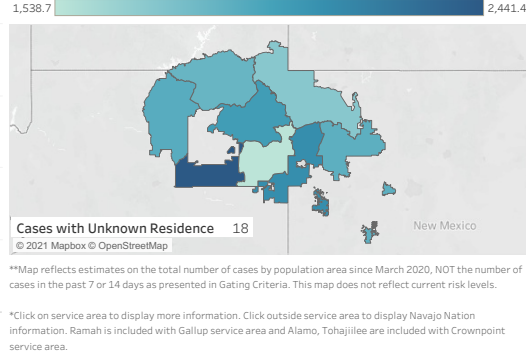 1,538.7 2,441.4
New Mexico
Cases with Unknown Residence 18
© 2021 Mapbox © OpenStreetMap
**Map reflects estimates on the total number of cases by population area since March 2020, NOT the number of
cases in the past 7 or 14 days as presented in Gating Criteria. This map does not reflect current risk levels.
*Click on service area to display more information. Click outside service area to display Navajo Nation
information. Ramah is included with Gallup service area and Alamo, Tohajiilee are included with Crownpoint
service area.